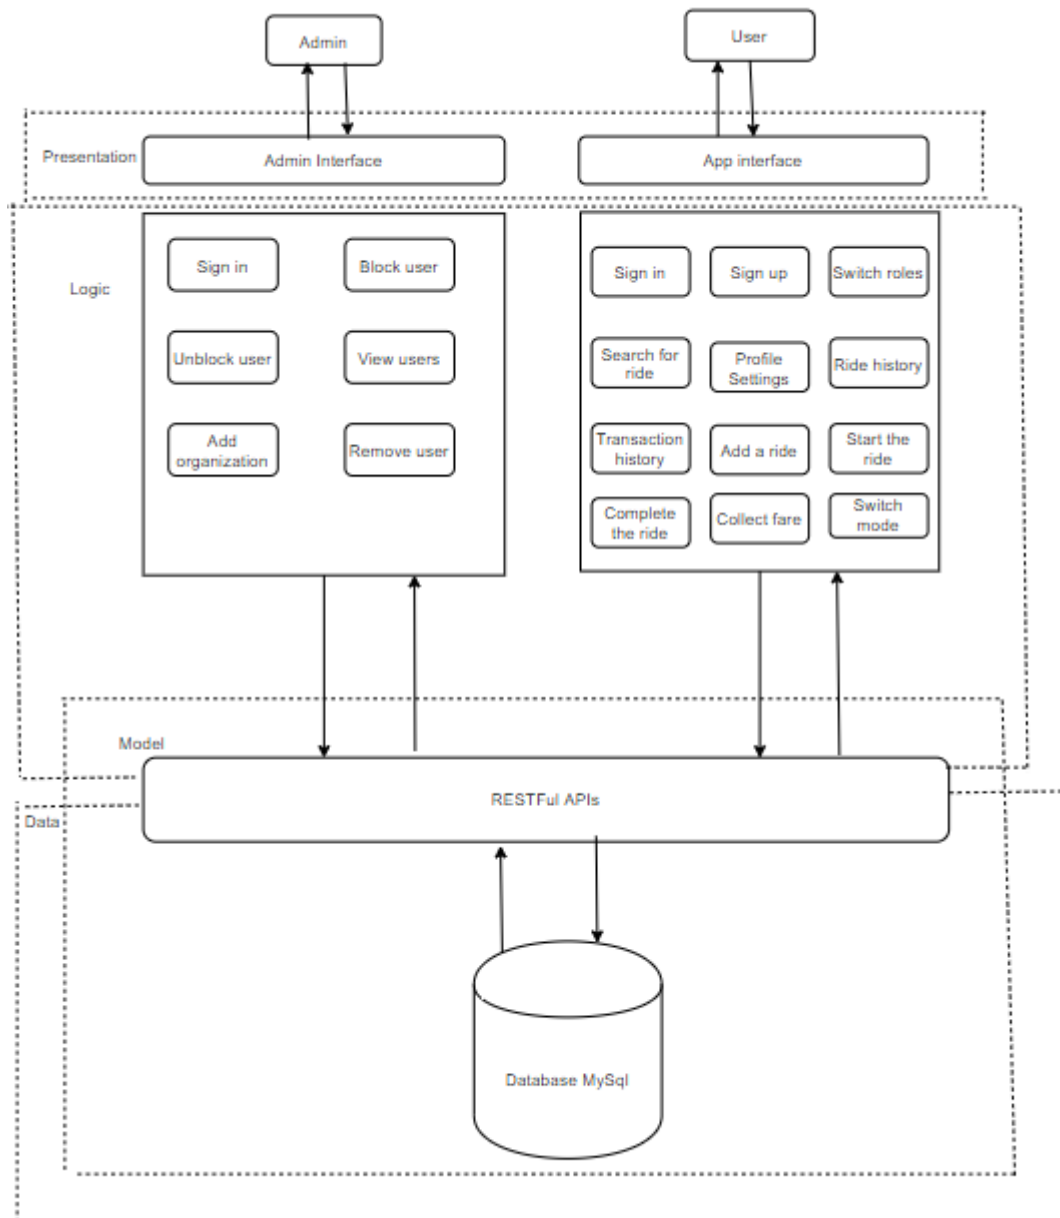 Admin
User
Presentation
Admin Interface
App interface
Logic
Sign in
Block user
Unblock user
View users
Add
organization
Remove user
Sign in
Sign up
Switch roles
Search for
ride
Profile
Settings
Ride history
Transaction
history
Add a ride
Start the
ride
Complete
the ride
Collect fare
Switch
mode
Model
RESTFul APIs
Data
Database MySql